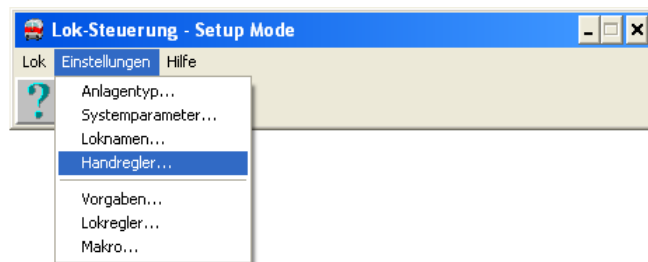 Lok-Steuerung - Setup Mode
Lok Einstellungen Hilfe
?
Anlagentyp...
Systemparameter...
Loknamen...
Handregler...
Vorgaben...
Lokregler...
Makro...